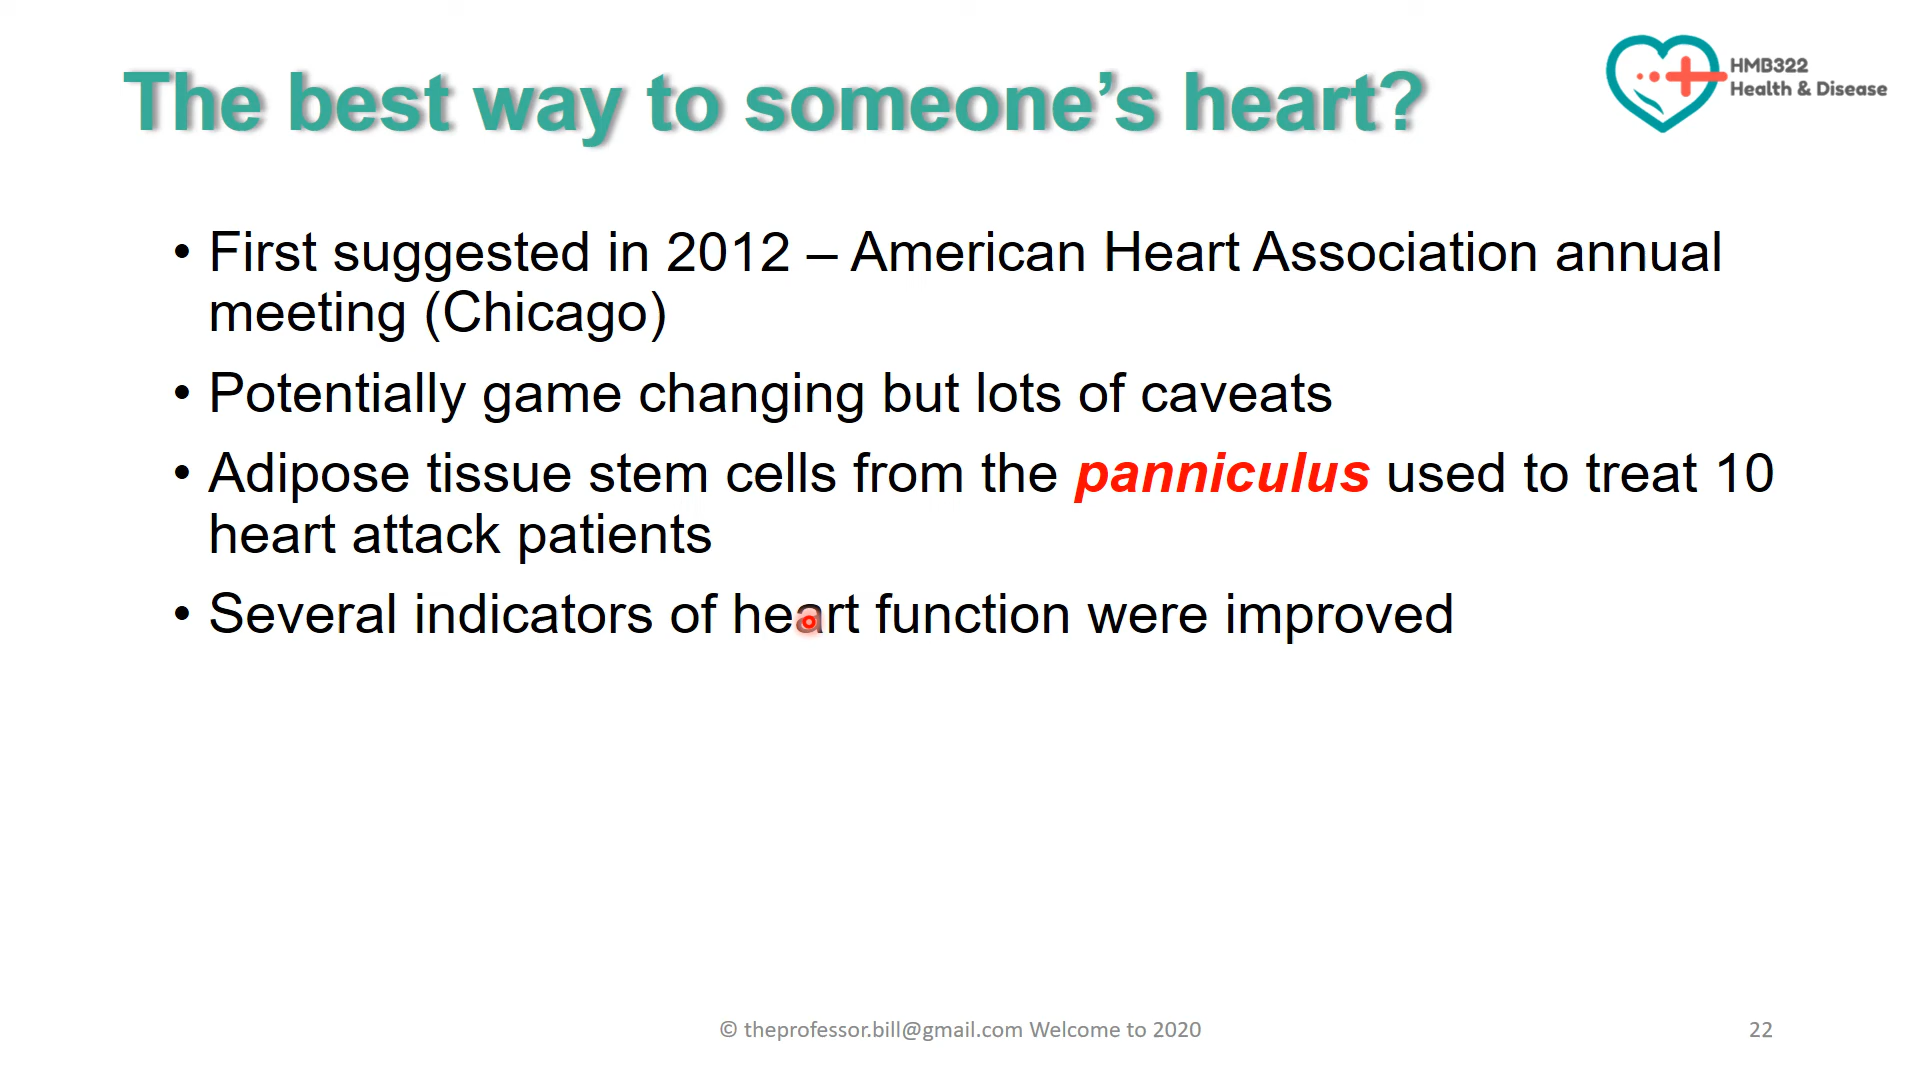 The best way to someone’s heart?
HMB322
Health & Disease
• First suggested in 2012 – American Heart Association annual
meeting (Chicago)
• Potentially game changing but lots of caveats
• Adipose tissue stem cells from the panniculus used to treat 10
heart attack patients
• Several indicators of heart function were improved
© theprofessor.bill@gmail.com Welcome to 2020
22